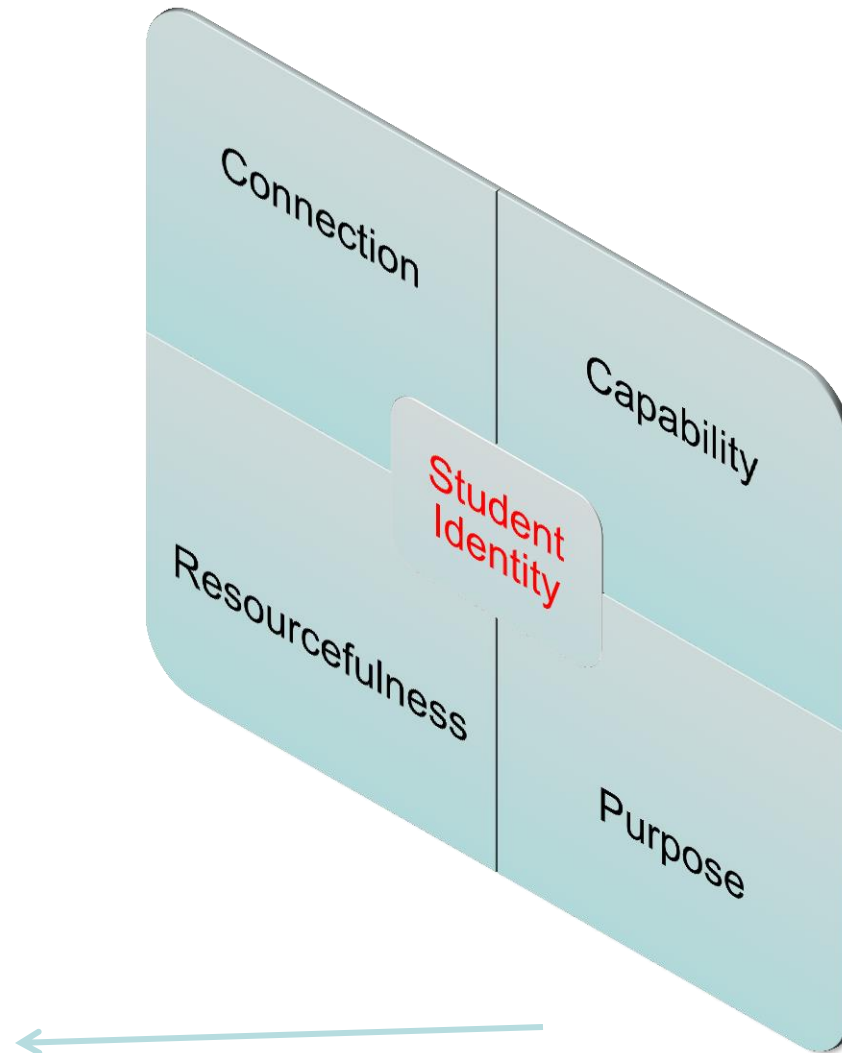 Connection
Capability
Student
Identity
Resourcefulness
Purpose